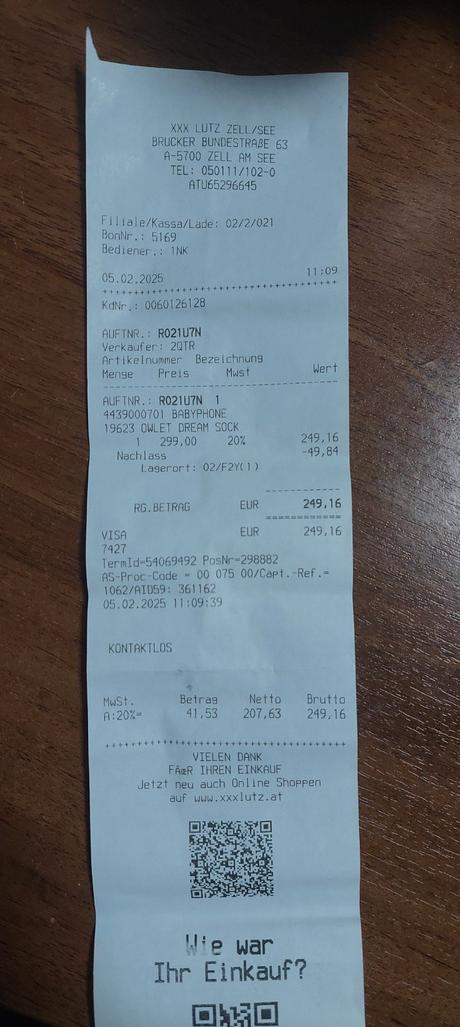 XXX LUTZ ZELL/SEE
BRUCKER BUNDESTRAßE 63
A-5700 ZELL AM SEE
TEL: 050111/102-0
ATU65296645
Filiale/Kassa/Lade: 02/2/021
BonNr.: 5169
Bediener.: 1NK
05.02.2025 11:09
++++++++++++++++++++++++++++++++++++++++
KdNr.: 0060126128
AUFTNR.: RO21U7N
Verkäufer: 2QTR
Artikelnummer Bezeichnung
Menge Preis Mwst Wert
----------------------------------------
AUFTNR.: RO21U7N 1
4439000701 BABYPHONE
19623 OWLET DREAM SOCK
1 299,00 20% 249,16
Nachlass -49,84
Lagerort: 02/F2Y(1)
------------
RG.BETRAG EUR 249,16
============
VISA EUR 249,16
7427
TermId=54069492 PosNr=298882
AS-Proc-Code = 00 075 00/Capt.-Ref.=
1062/AID59: 361162
05.02.2025 11:09:39
KONTAKTLOS
MwSt. Betrag Netto Brutto
A:20%= 41,53 207,63 249,16
++++++++++++++++++++++++++++++++++++++++
VIELEN DANK
FÃœR IHREN EINKAUF
Jetzt neu auch Online Shoppen
auf www.xxxlutz.at
Wie war
Ihr Einkauf?